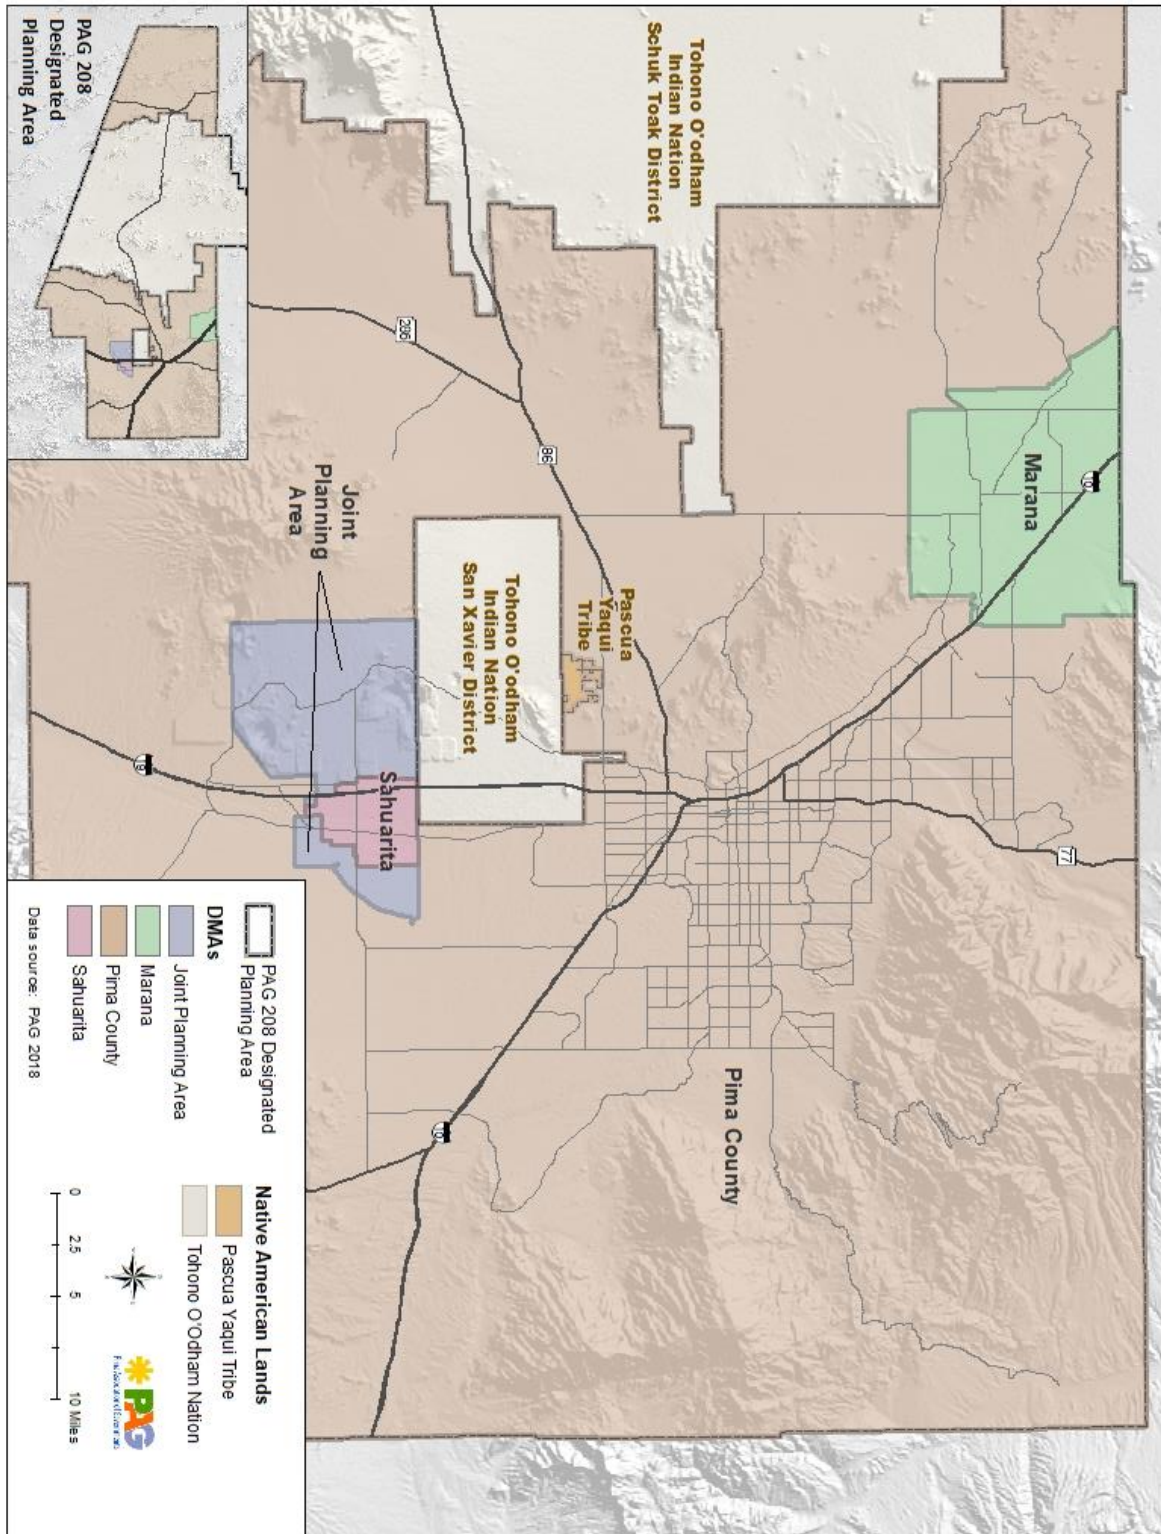 Tohono O'odham
Indian Nation
Schuk Toak District
Marana
10
286
86
Pascua
Yaqui
Tribe
Tohono O'odham
Indian Nation
San Xavier District
Joint
Planning
Area
Sahuarita
19
77
Pima County
10
PAG 208
Designated
Planning Area
PAG 208 Designated
Planning Area
DMAs
Joint Planning Area
Marana
Pima County
Sahuarita
Data source: PAG 2018
Native American Lands
Pascua Yaqui Tribe
Tohono O'Odham Nation
0 2.5 5 10 Miles
PAG